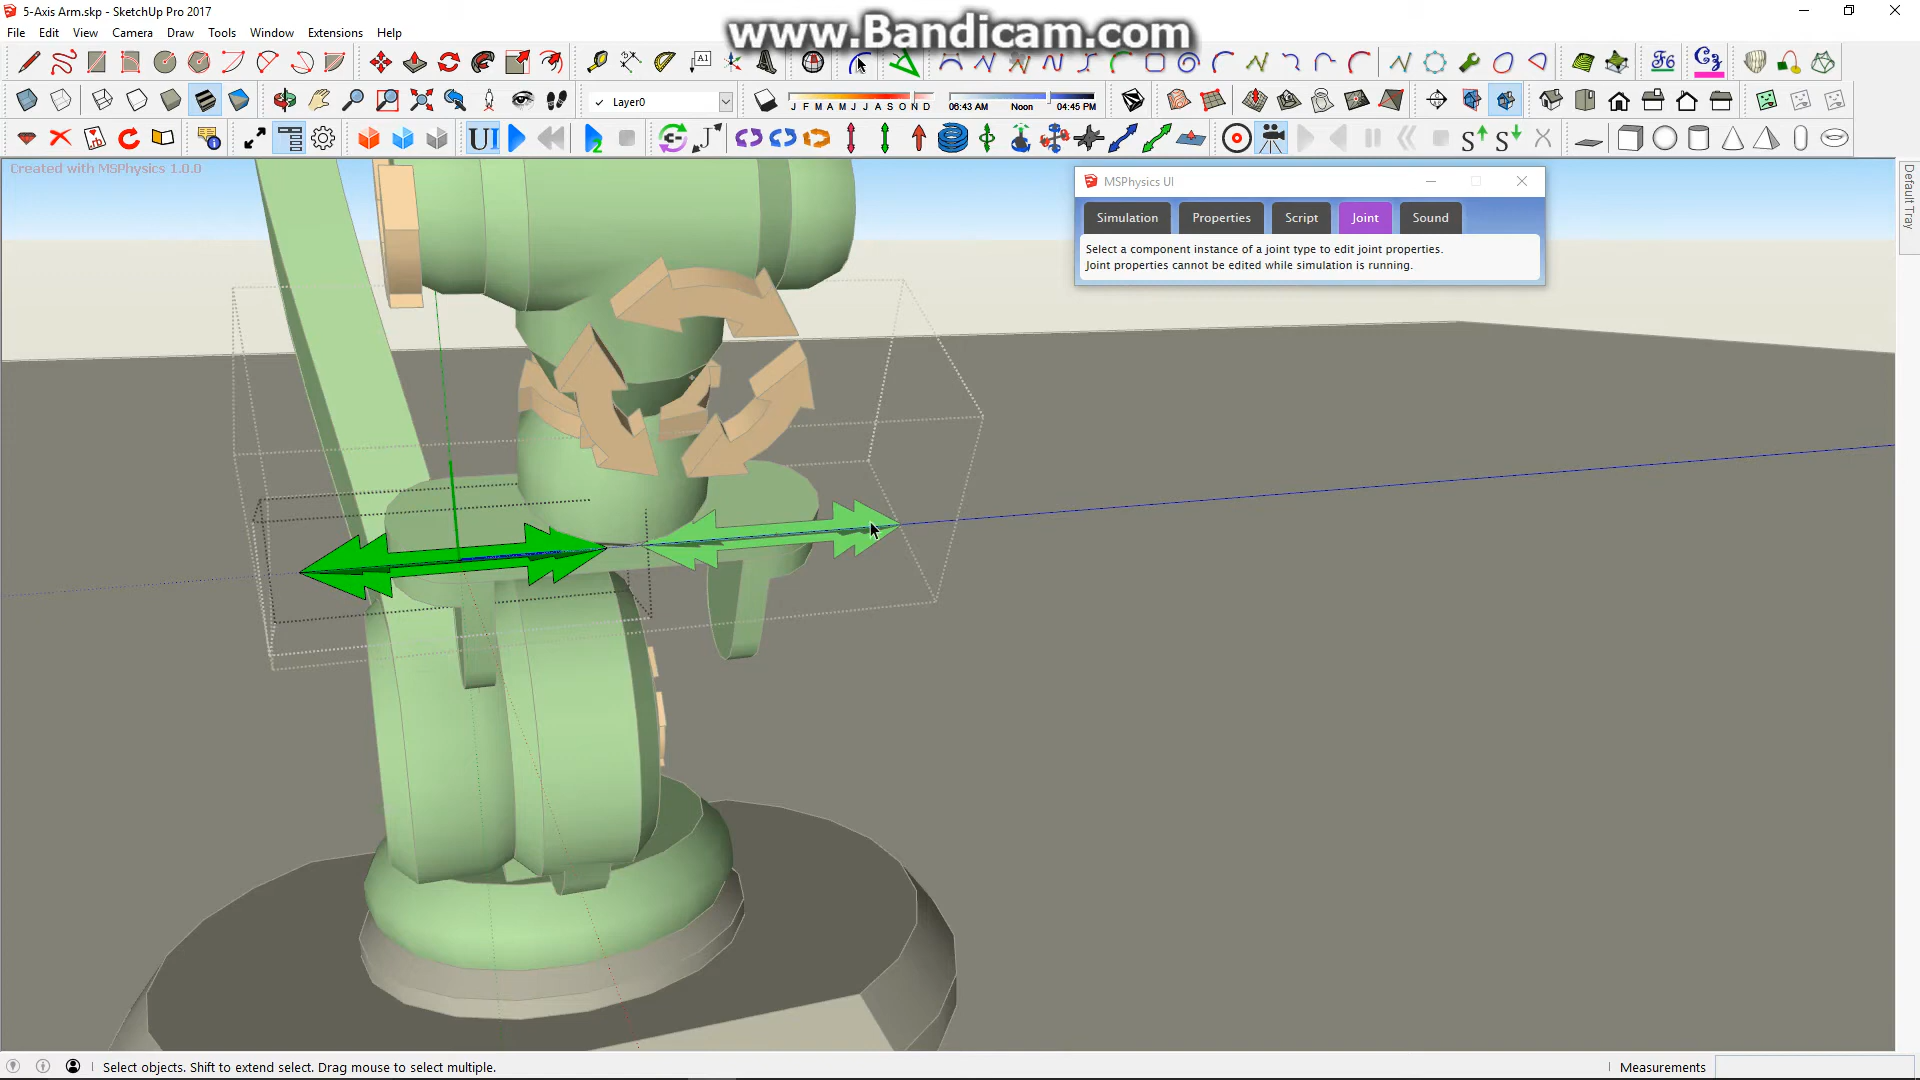 5-Axis Arm.skp - SketchUp Pro 2017
www.Bandicam.com
File Edit View Camera Draw Tools Window Extensions Help
A1
F6
Layer0
J F M A M J J A S O N D
06:43 AM Noon 04:45 PM
UI
2
Created with MSPhysics 1.0.0
MSPhysics UI
Simulation Properties Script Joint Sound
Select a component instance of a joint type to edit joint properties.
Joint properties cannot be edited while simulation is running.
Default Tray
Select objects. Shift to extend select. Drag mouse to select multiple.
Measurements